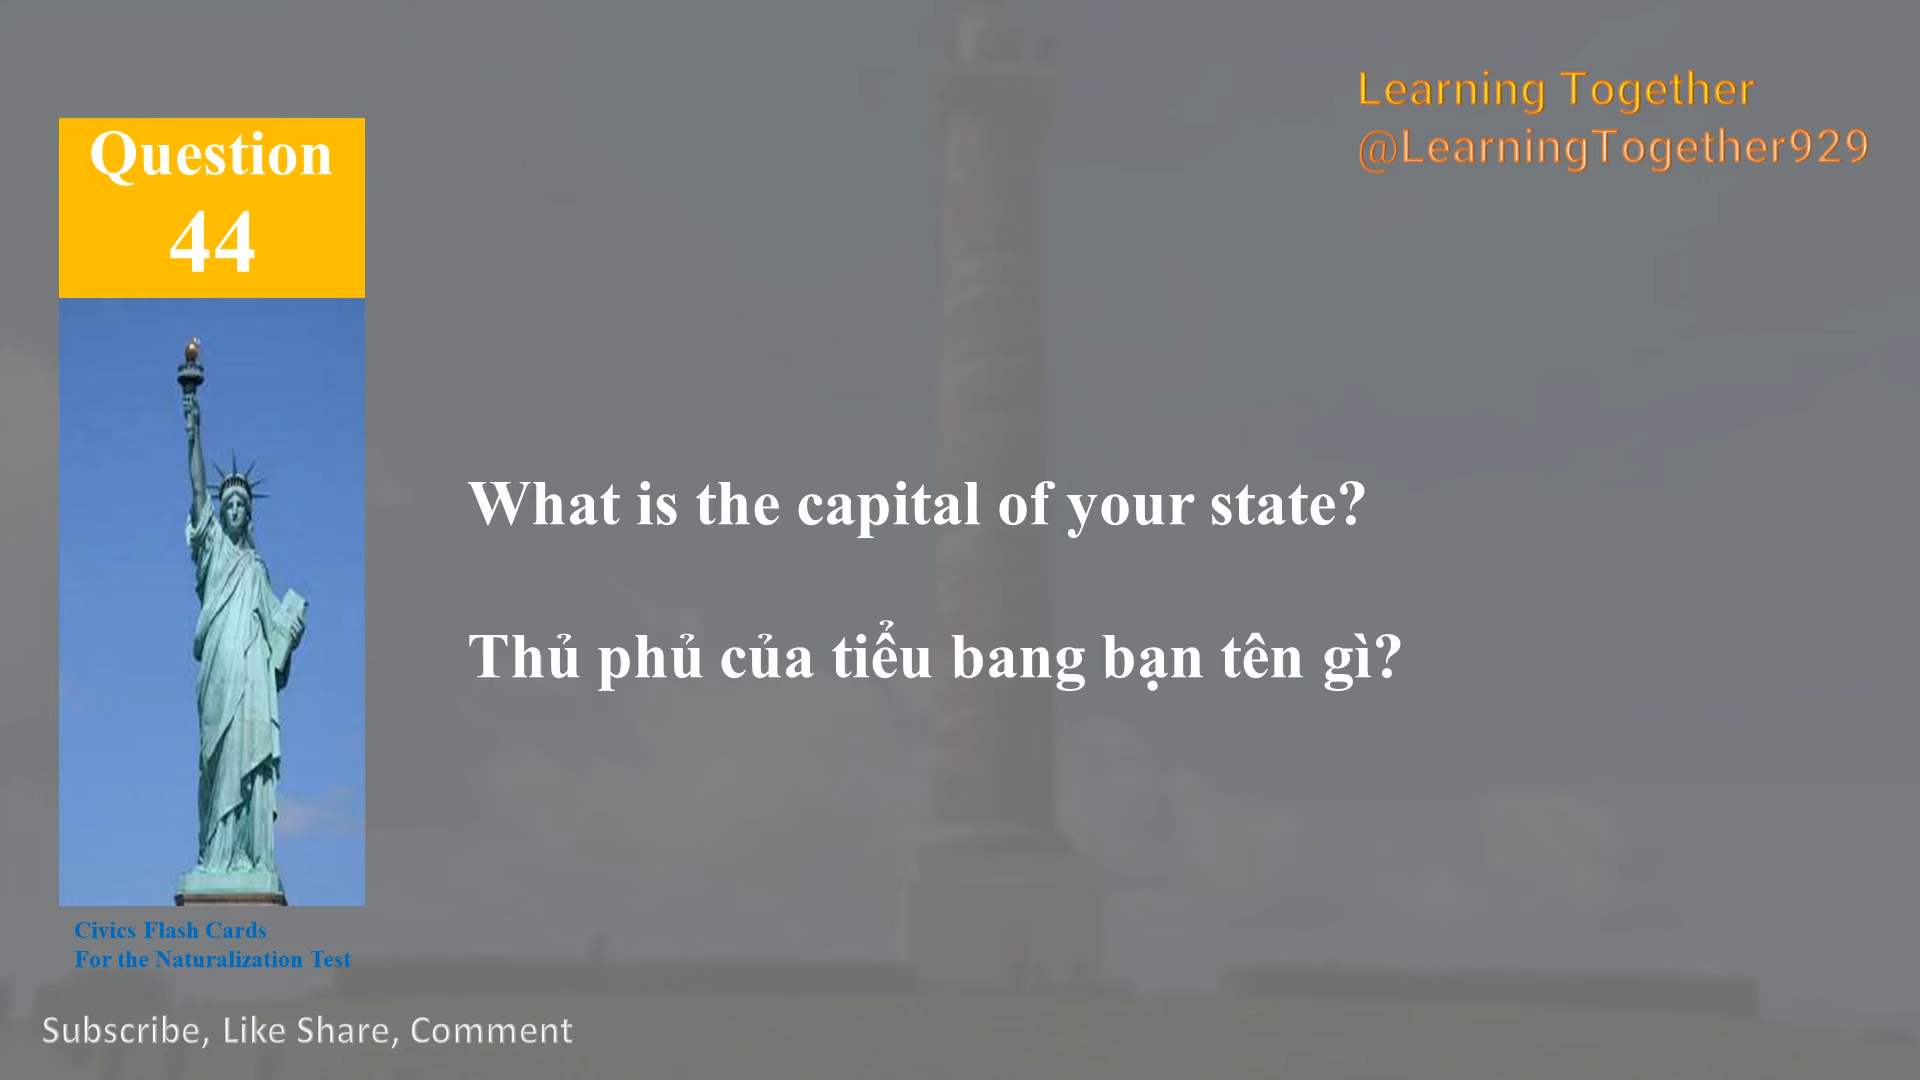 Learning Together
@LearningTogether929
Question
44
What is the capital of your state?
Thủ phủ của tiểu bang bạn tên gì?
Civics Flash Cards
For the Naturalization Test
Subscribe, Like Share, Comment